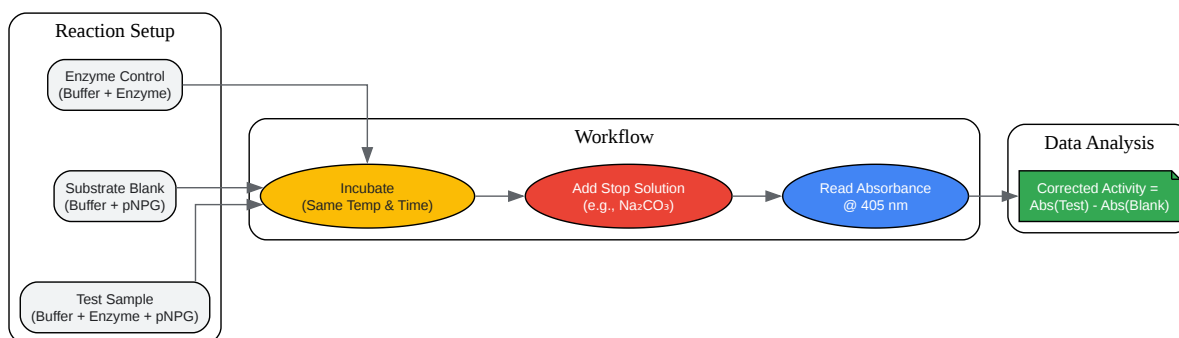 Reaction Setup
Enzyme Control
(Buffer + Enzyme)
Substrate Blank
(Buffer + pNPG)
Test Sample
(Buffer + Enzyme + pNPG)
Workflow
Incubate
(Same Temp & Time)
Add Stop Solution
(e.g., Na₂CO₃)
Read Absorbance
@ 405 nm
Data Analysis
Corrected Activity =
Abs(Test) - Abs(Blank)